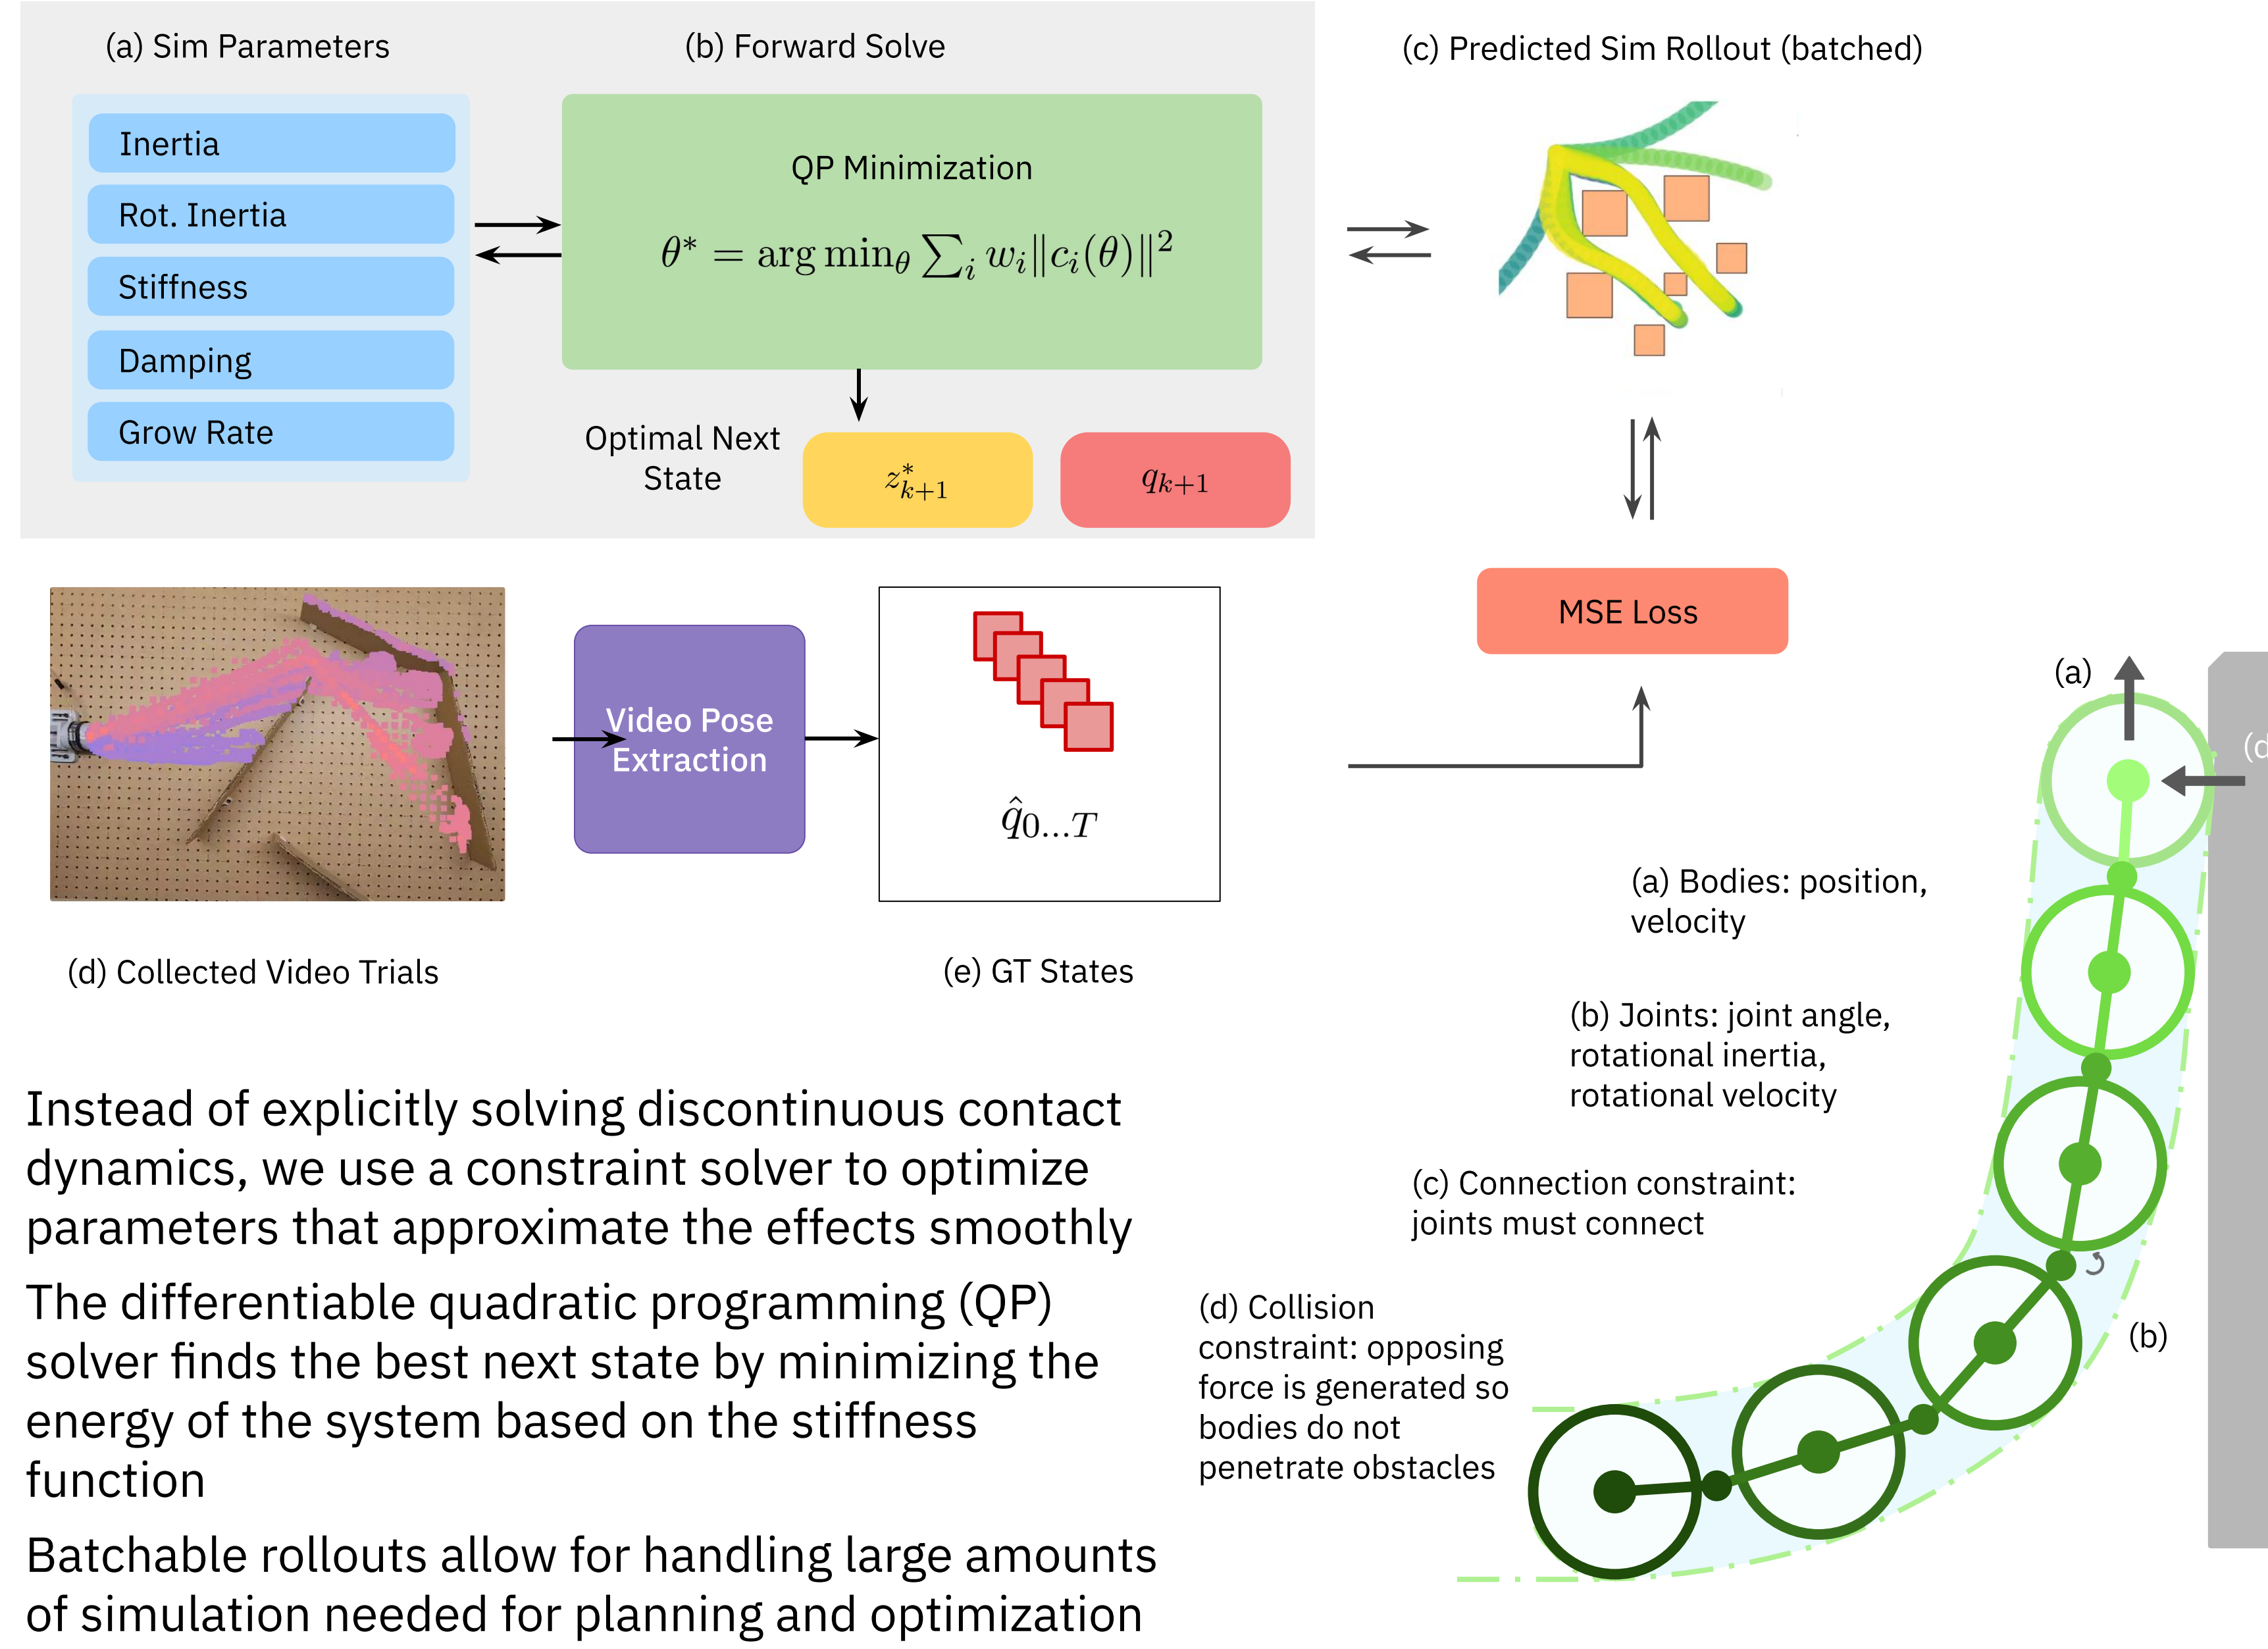 (a) Sim Parameters
(b) Forward Solve
(c) Predicted Sim Rollout (batched)
Inertia
Rot. Inertia
Stiffness
Damping
Grow Rate
QP Minimization
θ* = arg min_θ ∑_i w_i‖c_i(θ)‖²
Optimal Next
State
z*_{k+1}
q_{k+1}
MSE Loss
Video Pose
Extraction
q̂_{0...T}
(d) Collected Video Trials
(e) GT States
Instead of explicitly solving discontinuous contact
dynamics, we use a constraint solver to optimize
parameters that approximate the effects smoothly
The differentiable quadratic programming (QP)
solver finds the best next state by minimizing the
energy of the system based on the stiffness
function
Batchable rollouts allow for handling large amounts
of simulation needed for planning and optimization
(a)
(d
(a) Bodies: position,
velocity
(b) Joints: joint angle,
rotational inertia,
rotational velocity
(c) Connection constraint:
joints must connect
(d) Collision
constraint: opposing
force is generated so
bodies do not
penetrate obstacles
(b)